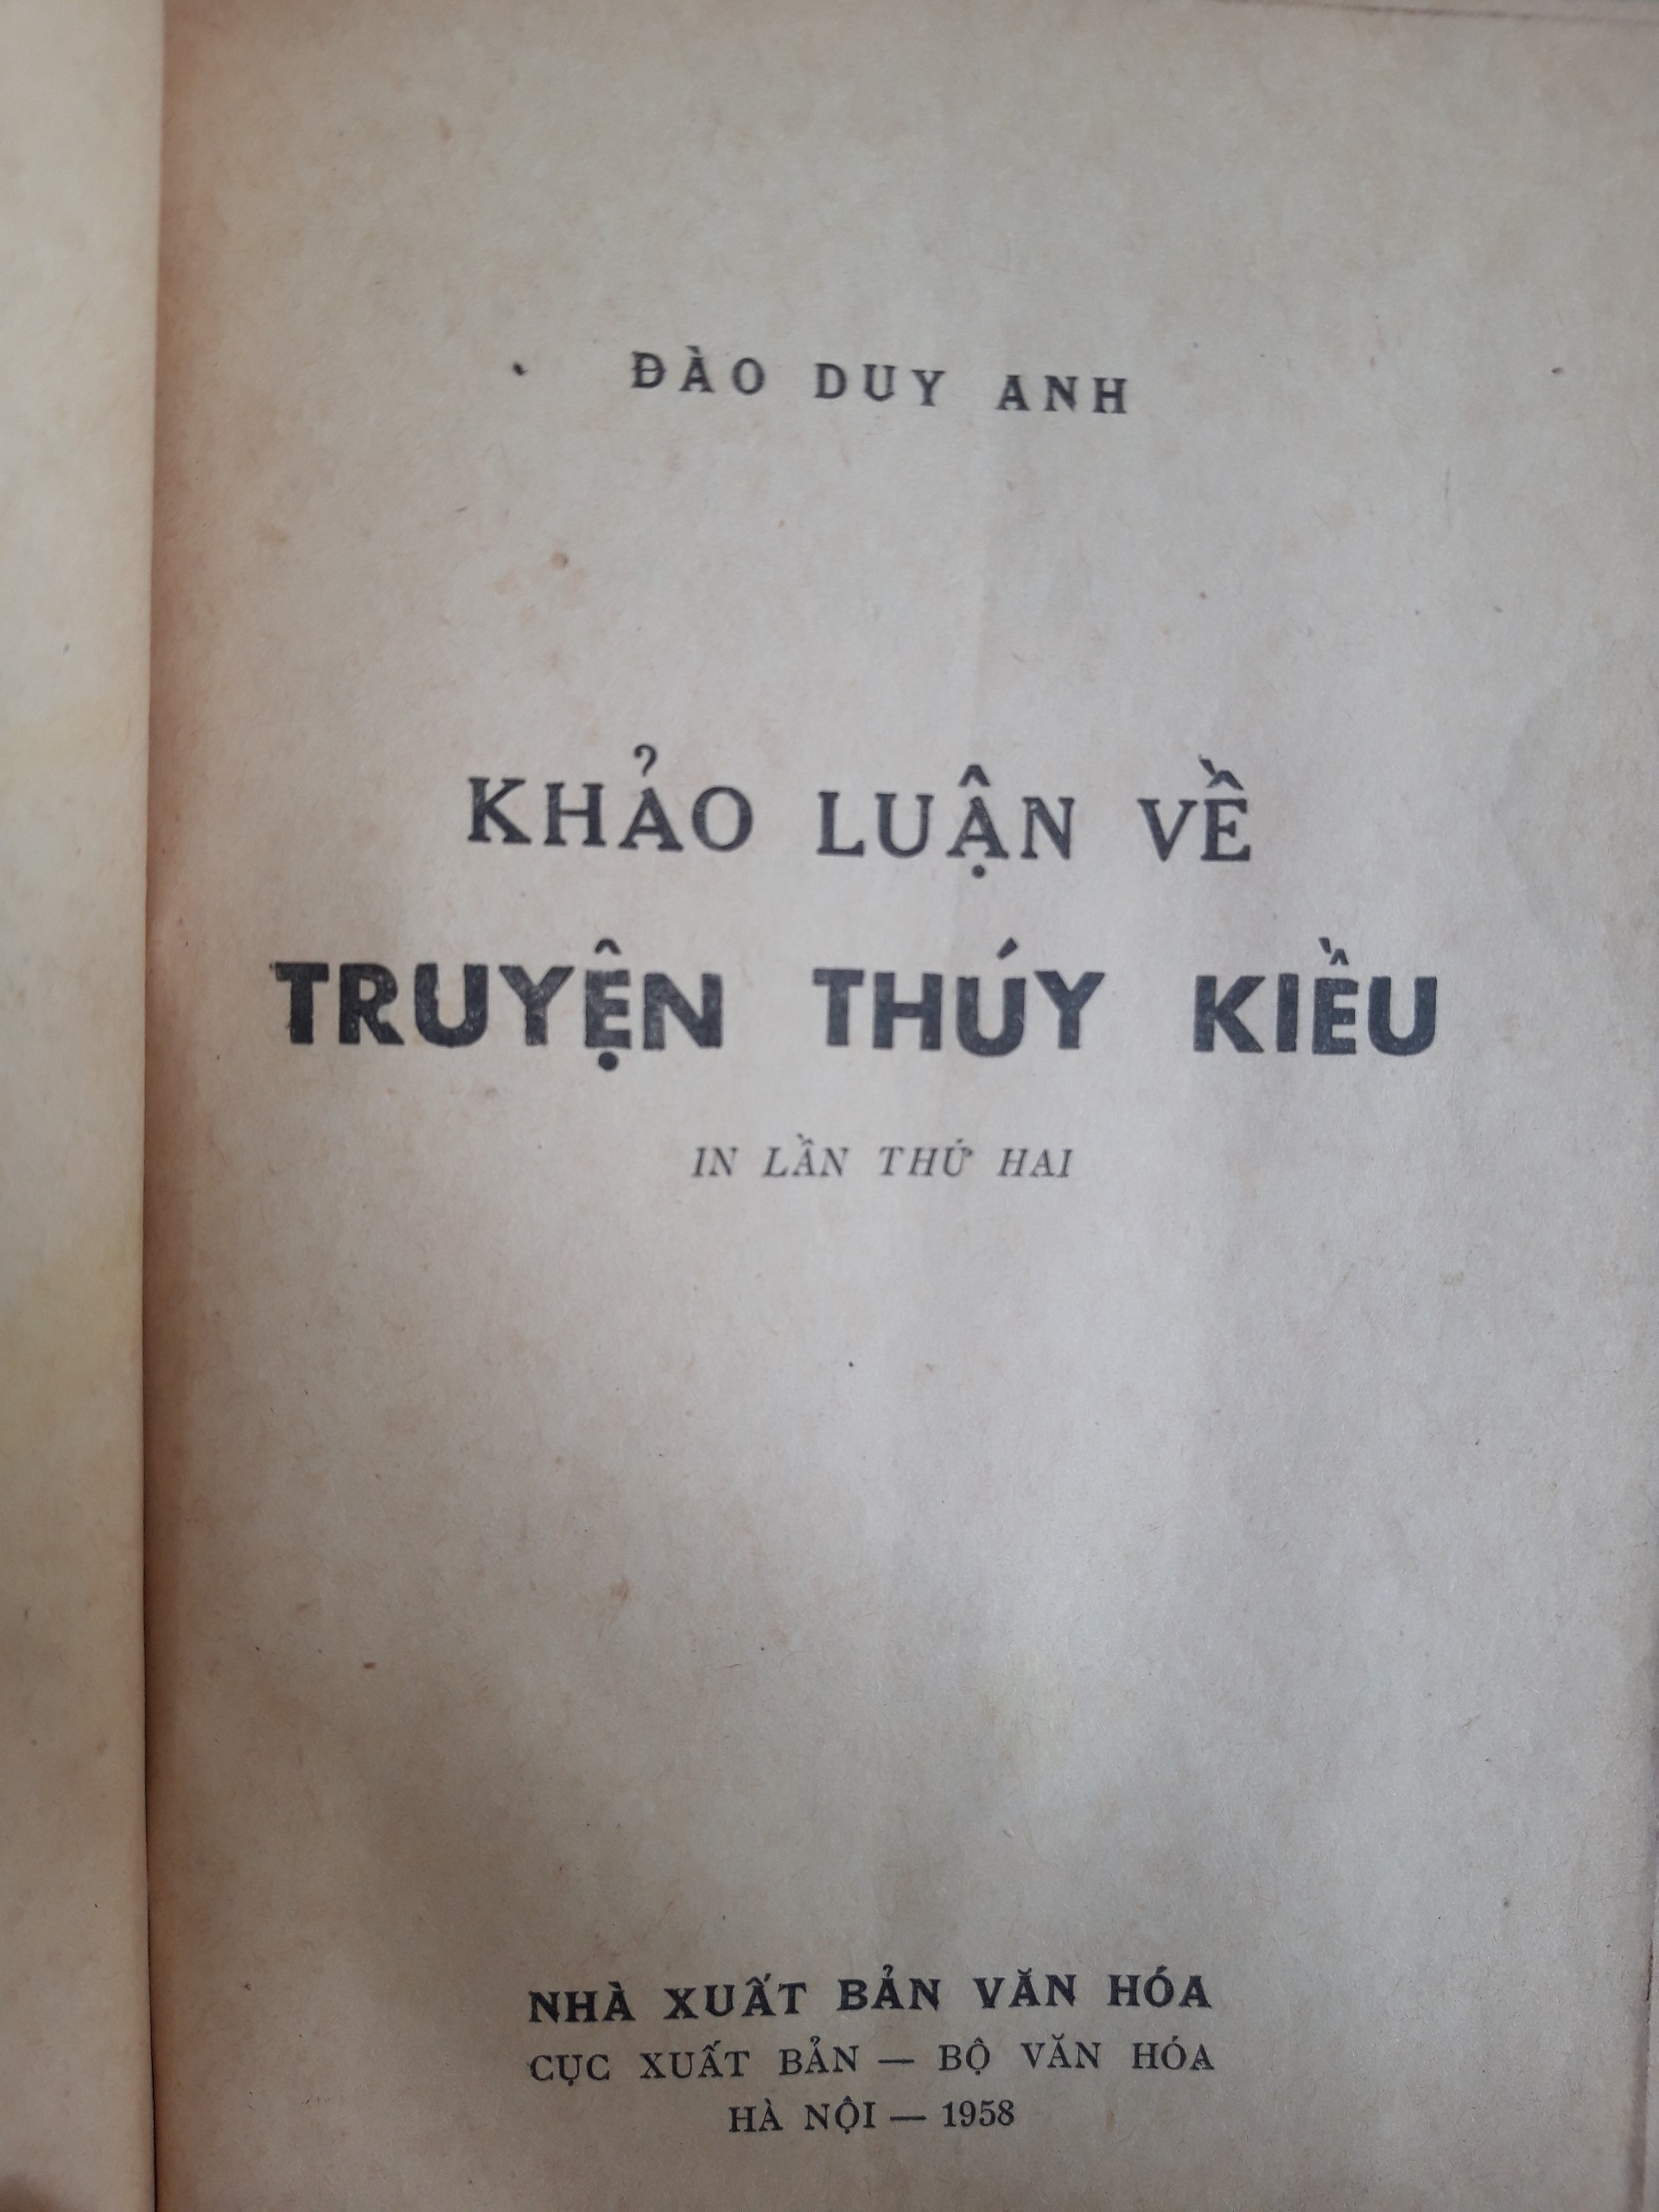 ĐÀO DUY ANH
KHẢO LUẬN VỀ
TRUYỆN THÚY KIỀU
IN LẦN THỨ HAI
NHÀ XUẤT BẢN VĂN HÓA
CỤC XUẤT BẢN — BỘ VĂN HÓA
HÀ NỘI — 1958